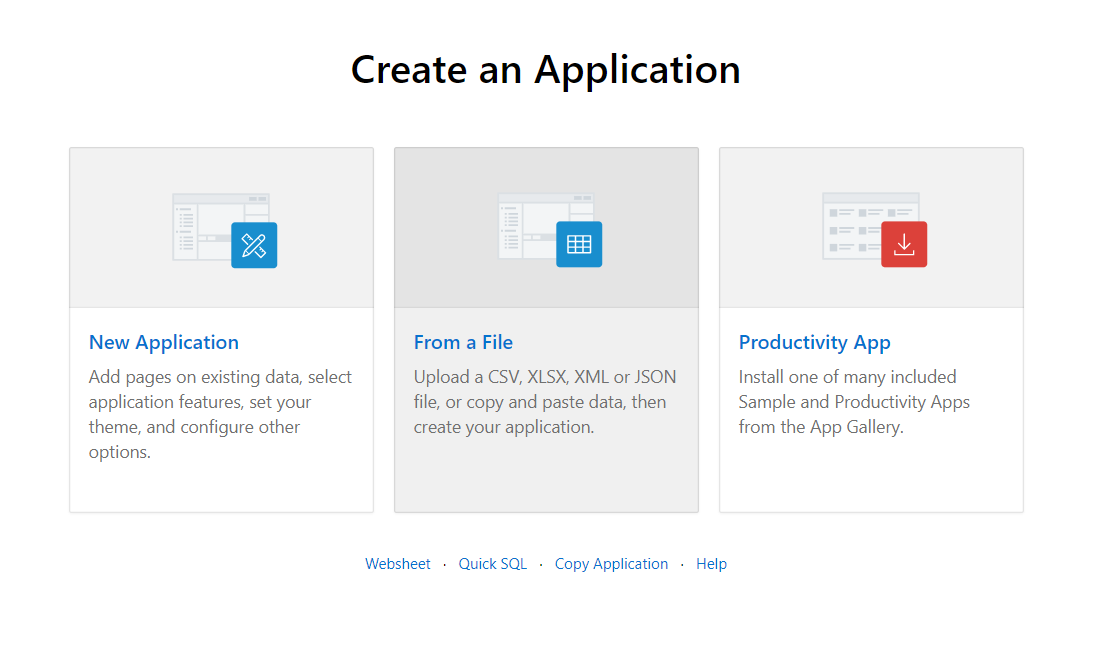 Create an Application
New Application
Add pages on existing data, select
application features, set your
theme, and configure other
options.
From a File
Upload a CSV, XLSX, XML or JSON
file, or copy and paste data, then
create your application.
Productivity App
Install one of many included
Sample and Productivity Apps
from the App Gallery.
Websheet · Quick SQL · Copy Application · Help